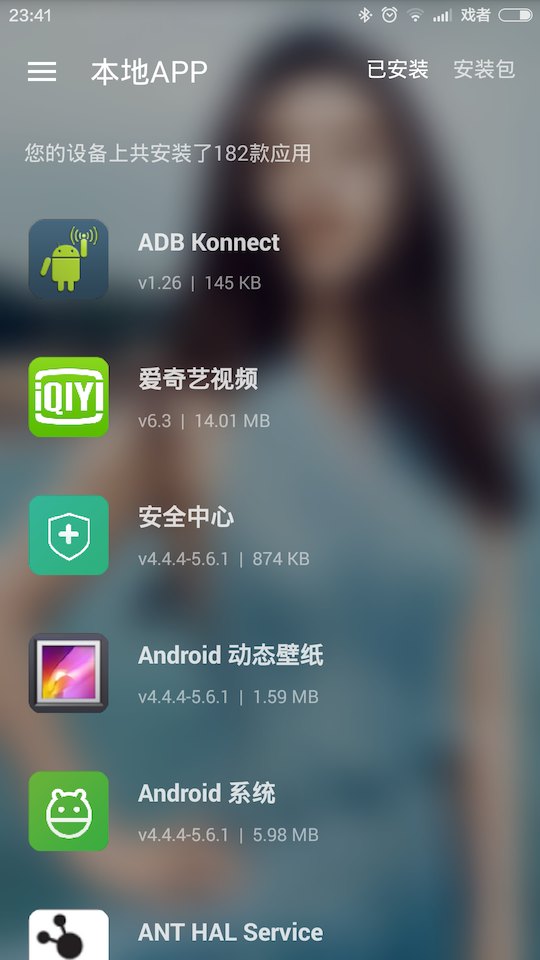 23:41 戏者
本地APP 已安装 安装包
您的设备上共安装了182款应用
ADB Konnect
v1.26 | 145 KB
iQIYI
爱奇艺视频
v6.3 | 14.01 MB
安全中心
v4.4.4-5.6.1 | 874 KB
Android 动态壁纸
v4.4.4-5.6.1 | 1.59 MB
Android 系统
v4.4.4-5.6.1 | 5.98 MB
ANT HAL Service